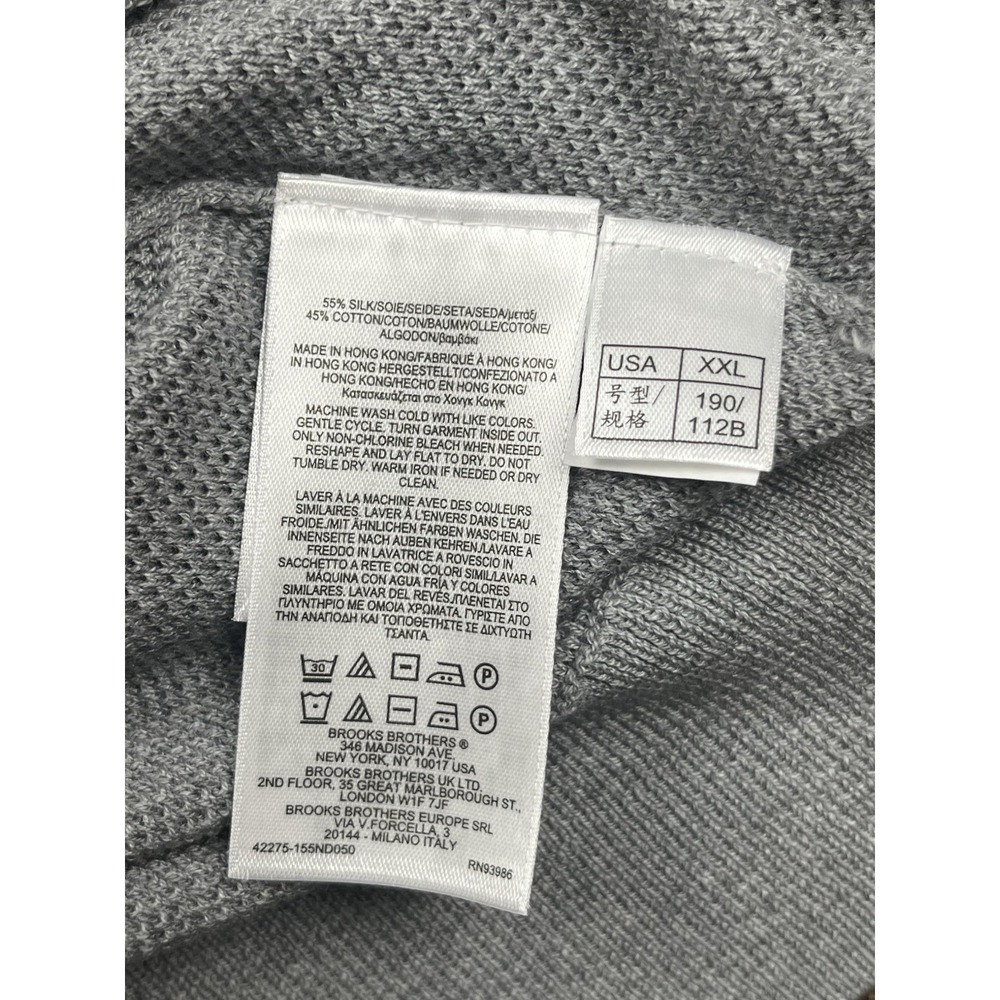 55% SILK/SOIE/SEIDE/SETA/SEDA/μετάξι
45% COTTON/COTON/BAUMWOLLE/COTONE/
ALGODON/βαμβάκι
MADE IN HONG KONG/FABRIQUÉ À HONG KONG/
IN HONG KONG HERGESTELLT/CONFEZIONATO A
HONG KONG/HECHO EN HONG KONG/
Κατασκευάζεται στο Χονγκ Κονγκ
MACHINE WASH COLD WITH LIKE COLORS.
GENTLE CYCLE. TURN GARMENT INSIDE OUT.
ONLY NON-CHLORINE BLEACH WHEN NEEDED.
RESHAPE AND LAY FLAT TO DRY. DO NOT
TUMBLE DRY. WARM IRON IF NEEDED OR DRY
CLEAN.
LAVER À LA MACHINE AVEC DES COULEURS
SIMILAIRES. LAVER À L'ENVERS DANS L'EAU
FROIDE./MIT ÄHNLICHEN FARBEN WASCHEN. DIE
INNENSEITE NACH AUBEN KEHREN./LAVARE A
FREDDO IN LAVATRICE A ROVESCIO IN
SACCHETTO A RETE CON COLORI SIMIL/LAVAR A
MÁQUINA CON AGUA FRÍA Y COLORES
SIMILARES. LAVAR DEL REVÉS./ΠΛΕΝΕΤΑΙ ΣΤΟ
ΠΛΥΝΤΗΡΙΟ ΜΕ ΟΜΟΙΑ ΧΡΩΜΑΤΑ. ΓΥΡΙΣΤΕ ΑΠΟ
ΤΗΝ ΑΝΑΠΟΔΗ ΚΑΙ ΤΟΠΟΘΕΤΗΣΤΕ ΣΕ ΔΙΧΤΥΩΤΗ
ΤΣΑΝΤΑ.
30 P
P
BROOKS BROTHERS ®
346 MADISON AVE,
NEW YORK, NY 10017 USA
BROOKS BROTHERS UK LTD.
2ND FLOOR, 35 GREAT MARLBOROUGH ST.,
LONDON W1F 7JF
BROOKS BROTHERS EUROPE SRL
VIA V.FORCELLA, 3
20144 - MILANO ITALY
42275-155ND050
RN93986
USA XXL
号型/ 190/
规格 112B